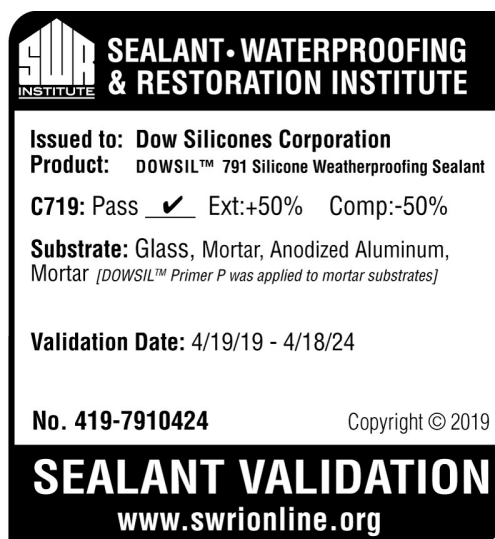 SWR
INSTITUTE
SEALANT • WATERPROOFING
& RESTORATION INSTITUTE
Issued to: Dow Silicones Corporation
Product: DOWSIL™ 791 Silicone Weatherproofing Sealant
C719: Pass ✔ Ext:+50% Comp:-50%
Substrate: Glass, Mortar, Anodized Aluminum,
Mortar [DOWSIL™ Primer P was applied to mortar substrates]
Validation Date: 4/19/19 - 4/18/24
No. 419-7910424 Copyright © 2019
SEALANT VALIDATION
www.swrionline.org